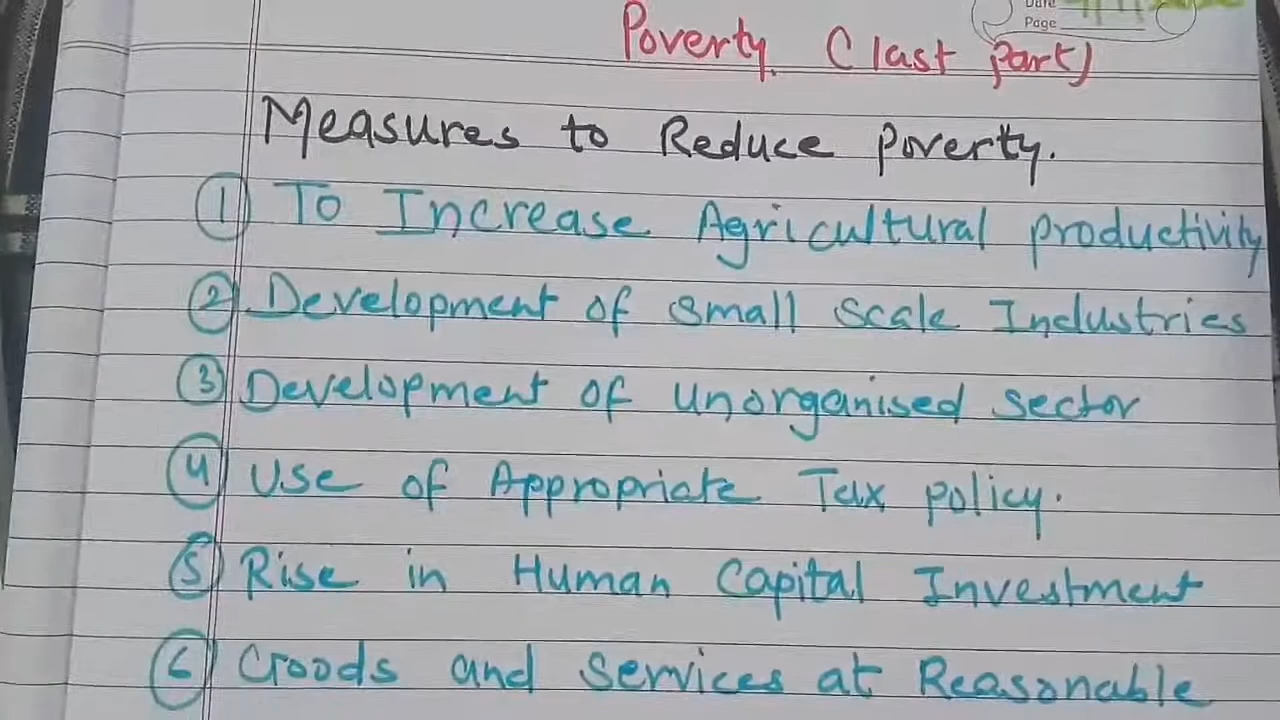 Date
Page
Poverty. (last part)
Measures to Reduce poverty.
1 To Increase Agricultural productivity
2 Development of small scale Industries
3 Development of unorganised sector
4 Use of Appropriate Tax policy.
5 Rise in Human Capital Investment
6 Goods and services at Reasonable